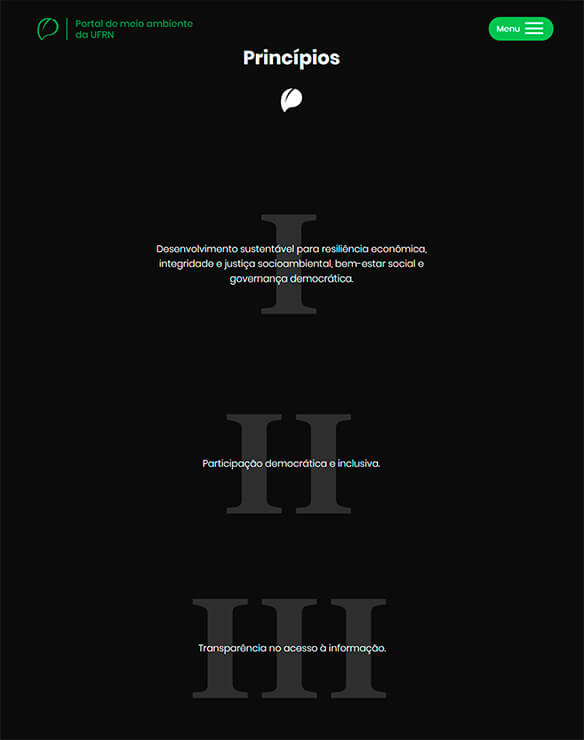 Portal de meio ambiente
da UFRN
Menu
Princípios
I
Desenvolvimento sustentável para resiliência econômica,
integridade e justiça socioambiental, bem-estar social e
governança democrática.
II
Participação democrática e inclusiva.
III
Transparência no acesso à informação.